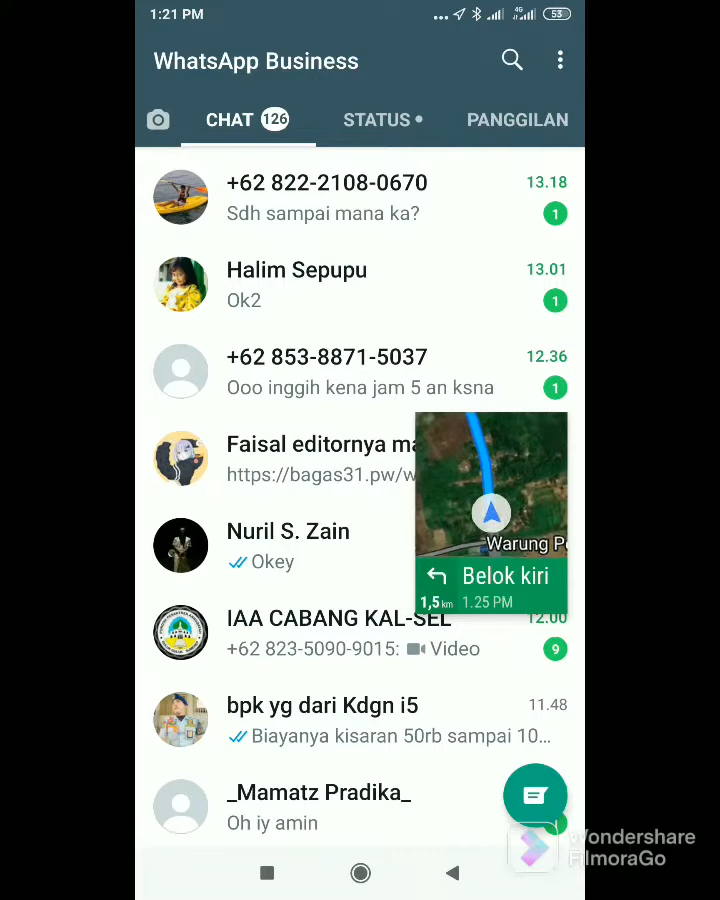 1:21 PM
4G
53
WhatsApp Business
CHAT 126
STATUS
PANGGILAN
+62 822-2108-0670
13.18
Sdh sampai mana ka?
1
Halim Sepupu
13.01
Ok2
1
+62 853-8871-5037
12.36
Ooo inggih kena jam 5 an ksna
1
Faisal editornya ma
https://bagas31.pw/w
Warung P
Nuril S. Zain
Okey
Belok kiri
1,5 km 1.25 PM
IAA CABANG KAL-SEL
12.00
+62 823-5090-9015: Video
9
bpk yg dari Kdgn i5
11.48
Biayanya kisaran 50rb sampai 10...
_Mamatz Pradika_
Oh iy amin
Wondershare
FilmoraGo